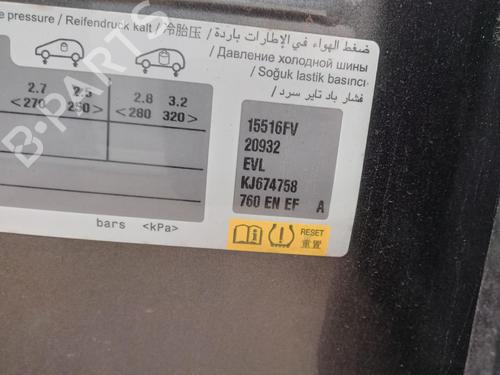 e pressure / Reifendruck kalt / 冷胎压 / ضغط الهواء في الإطارات باردة
/ Давление холодной шины
/ Soğuk lastik basıncı
/ فشار باد تایر سرد
2.7 2.5 2.8 3.2
<270 250> <280 320>
15516FV
20932
EVL
KJ674758
760 EN EF A
bars <kPa>
RESET
重置
B-PARTS